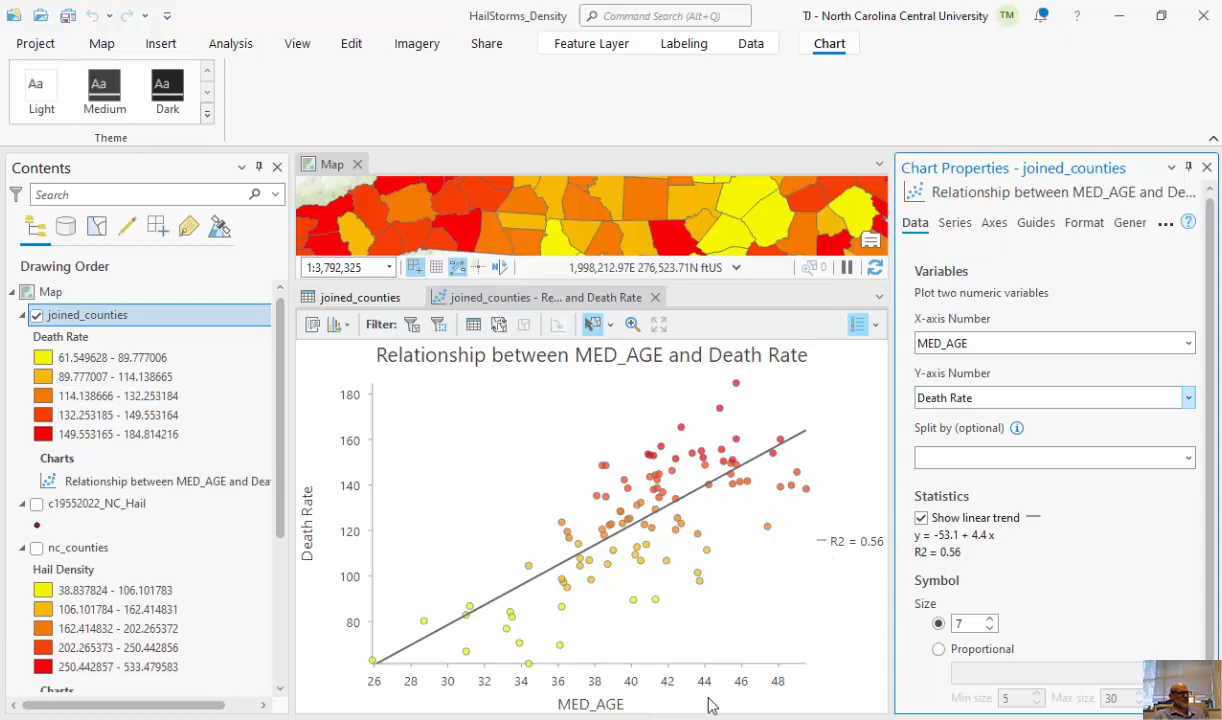 HailStorms_Density
Command Search (Alt+Q)
TJ - North Carolina Central University
TM
?
Project
Map
Insert
Analysis
View
Edit
Imagery
Share
Feature Layer
Labeling
Data
Chart
Aa
Aa
Aa
Light
Medium
Dark
Theme
Contents
Search
Drawing Order
Map
joined_counties
Death Rate
61.549628 - 89.777006
89.777007 - 114.138665
114.138666 - 132.253184
132.253185 - 149.553164
149.553165 - 184.814216
Charts
Relationship between MED_AGE and Dea
c19552022_NC_Hail
nc_counties
Hail Density
38.837824 - 106.101783
106.101784 - 162.414831
162.414832 - 202.265372
202.265373 - 250.442856
250.442857 - 533.479583
Charts
Map
1:3,792,325
1,998,212.97E 276,523.71N ftUS
0
joined_counties
joined_counties - Re... and Death Rate
Filter:
Relationship between MED_AGE and Death Rate
180
160
140
120
100
80
Death Rate
26 28 30 32 34 36 38 40 42 44 46 48
MED_AGE
R2 = 0.56
Chart Properties - joined_counties
Relationship between MED_AGE and De...
Data
Series
Axes
Guides
Format
Gener
...
?
Variables
Plot two numeric variables
X-axis Number
MED_AGE
Y-axis Number
Death Rate
Split by (optional)
Statistics
Show linear trend
y = -53.1 + 4.4 x
R2 = 0.56
Symbol
Size
7
Proportional
Min size
5
Max size
30